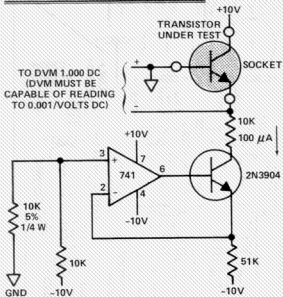 +10V
TRANSISTOR
UNDER TEST
SOCKET
TO DVM 1.000 DC
(DVM MUST BE
CAPABLE OF READING
TO 0.001/VOLTS DC)
+
-
10K
100 µA
+10V
3
+
7
741
6
2N3904
2
-
4
-10V
10K
5%
1/4 W
10K
51K
GND
-10V
-10V